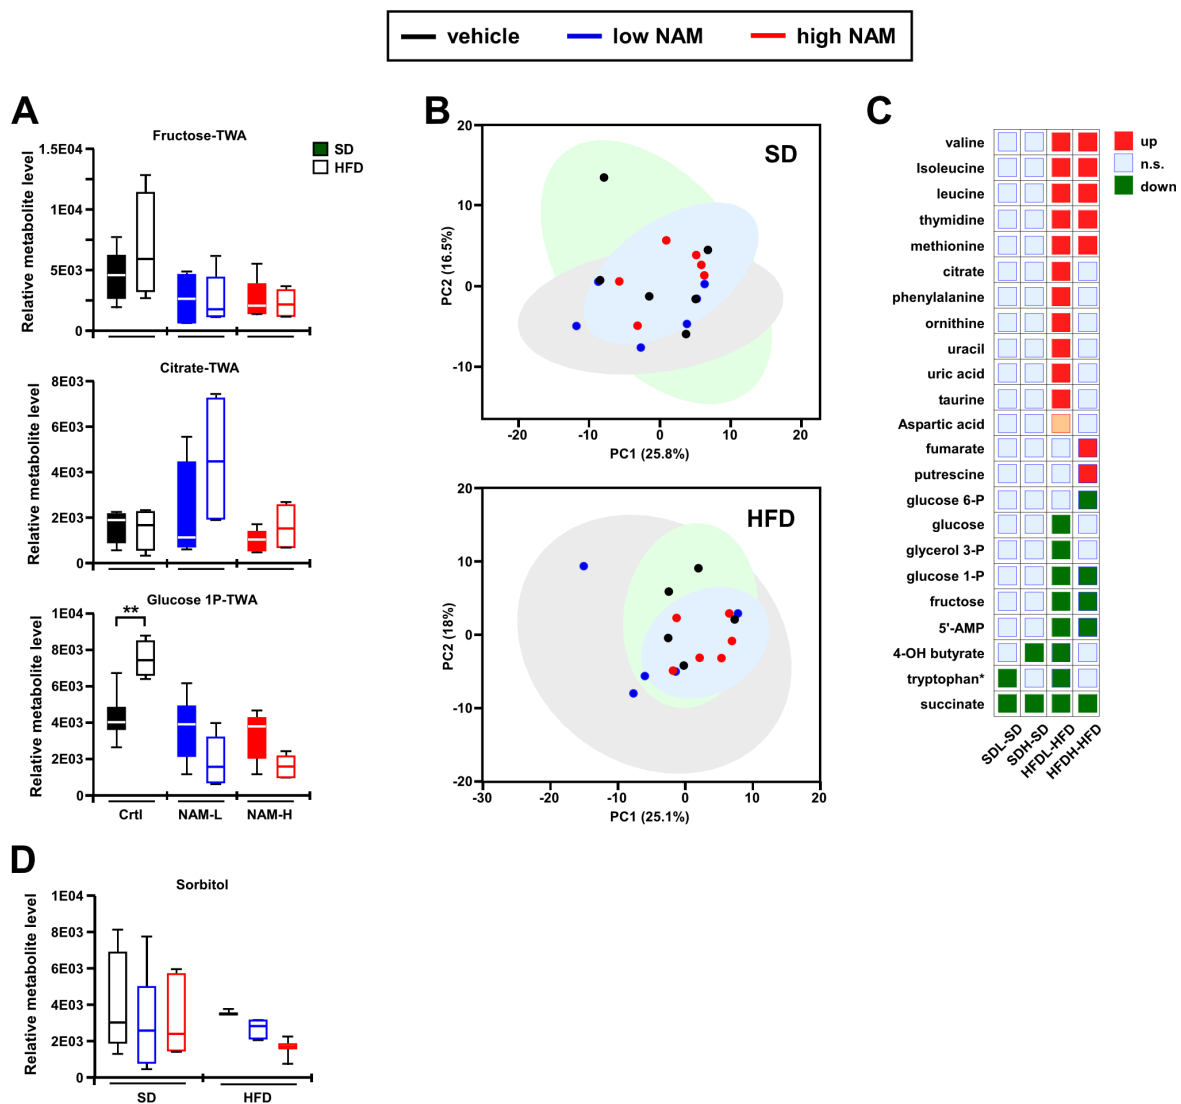 vehicle low NAM high NAM
A
Fructose-TWA
Relative metabolite level
1.5E04
1E04
5E03
0
SD
HFD
Citrate-TWA
Relative metabolite level
8E03
6E03
4E03
2E03
0
Glucose 1P-TWA
Relative metabolite level
1E04
8E03
6E03
4E03
2E03
0
**
Crtl NAM-L NAM-H
B
SD
PC2 (16.5%)
20
10
0
-10
-20 -10 0 10 20
PC1 (25.8%)
HFD
PC2 (18%)
20
10
0
-10
-20
-30 -20 -10 0 10 20
PC1 (25.1%)
C
valine
Isoleucine
leucine
thymidine
methionine
citrate
phenylalanine
ornithine
uracil
uric acid
taurine
Aspartic acid
fumarate
putrescine
glucose 6-P
glucose
glycerol 3-P
glucose 1-P
fructose
5'-AMP
4-OH butyrate
tryptophan*
succinate
SDL-SD
SDH-SD
HFDL-HFD
HFDH-HFD
up
n.s.
down
D
Sorbitol
Relative metabolite level
1E04
8E03
6E03
4E03
2E03
0
SD HFD